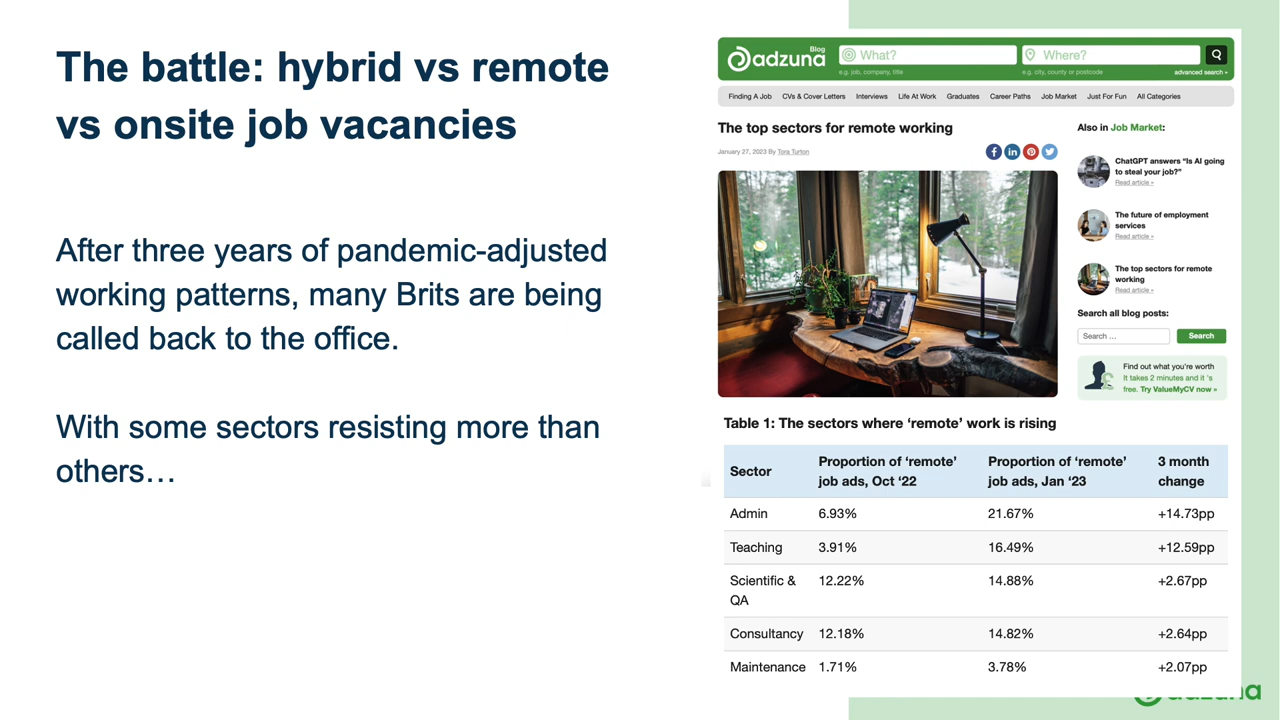 The battle: hybrid vs remote
vs onsite job vacancies
After three years of pandemic-adjusted
working patterns, many Brits are being
called back to the office.
With some sectors resisting more than
others…
adzuna
Blog
What?
Where?
e.g. job, company, title
e.g. city, county or postcode
advanced search »
Finding A Job CVs & Cover Letters Interviews Life At Work Graduates Career Paths Job Market Just For Fun All Categories
The top sectors for remote working
January 27, 2023 By Tora Turton
Also in Job Market:
ChatGPT answers “Is AI going
to steal your job?”
Read article »
The future of employment
services
Read article »
The top sectors for remote
working
Read article »
Search all blog posts:
Search …
Search
Find out what you're worth
It takes 2 minutes and it 's
free. Try ValueMyCV now »
Table 1: The sectors where ‘remote’ work is rising
Sector Proportion of ‘remote’ job ads, Oct ‘22 Proportion of ‘remote’ job ads, Jan ‘23 3 month change
Admin 6.93% 21.67% +14.73pp
Teaching 3.91% 16.49% +12.59pp
Scientific & QA 12.22% 14.88% +2.67pp
Consultancy 12.18% 14.82% +2.64pp
Maintenance 1.71% 3.78% +2.07pp
adzuna